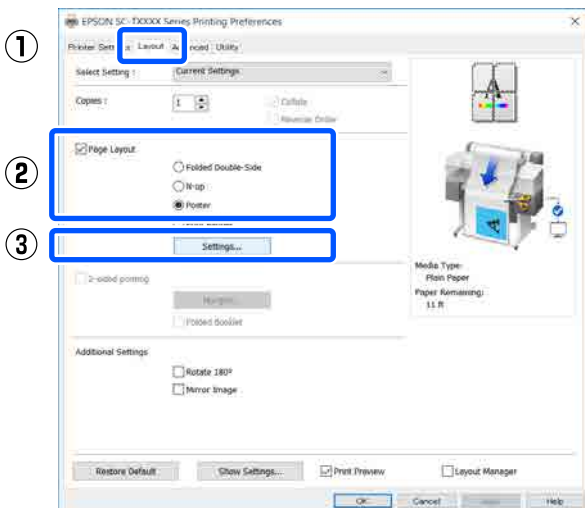 EPSON SC-TXXXX Series Printing Preferences
①
Layout
Utility
Select Setting :
Current Settings
Copies :
1
Collate
Reverse Order
②
Page Layout
Folded Double-Side
N-up
Poster
③
Settings...
2-sided printing
Folded Booklet
Media Type:
Plain Paper
Paper Remaining:
11 ft
Additional Settings
Rotate 180º
Mirror Image
Restore Default
Show Settings...
Print Preview
Layout Manager
OK
Cancel
Help